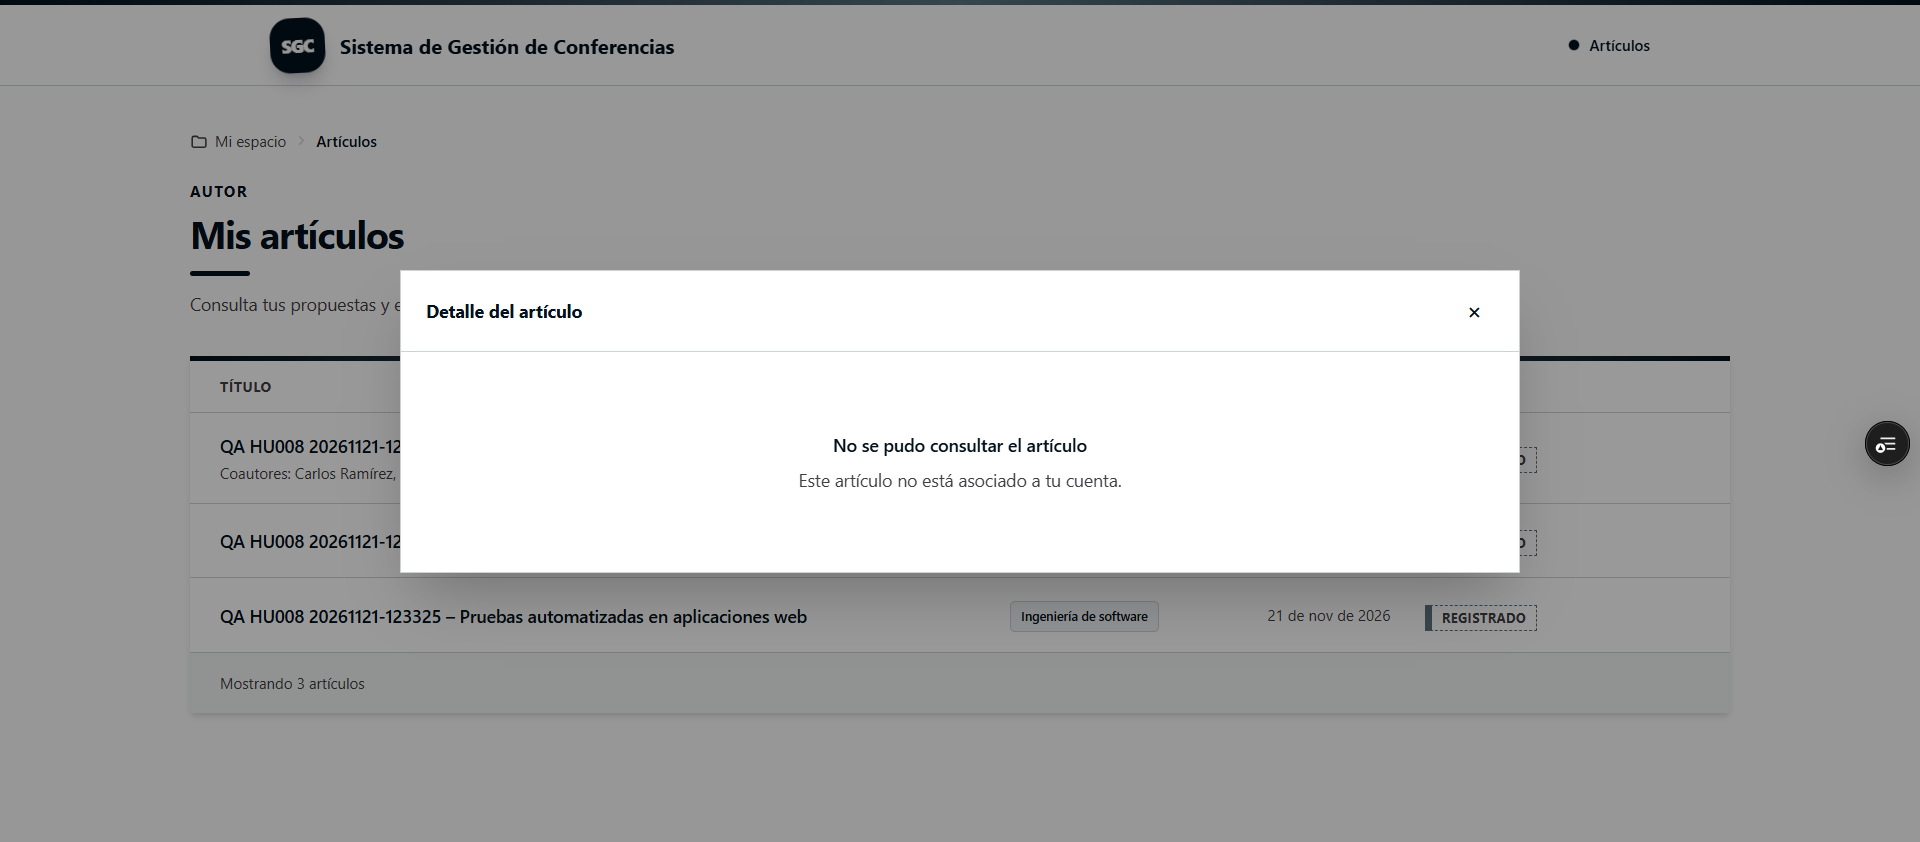 SGC
Sistema de Gestión de Conferencias
Artículos
Mi espacio
Artículos
AUTOR
Mis artículos
Consulta tus propuestas y
Detalle del artículo
No se pudo consultar el artículo
Este artículo no está asociado a tu cuenta.
TÍTULO
QA HU008 20261121-12
Coautores: Carlos Ramírez,
QA HU008 20261121-12
QA HU008 20261121-123325 – Pruebas automatizadas en aplicaciones web
Ingeniería de software
21 de nov de 2026
REGISTRADO
Mostrando 3 artículos